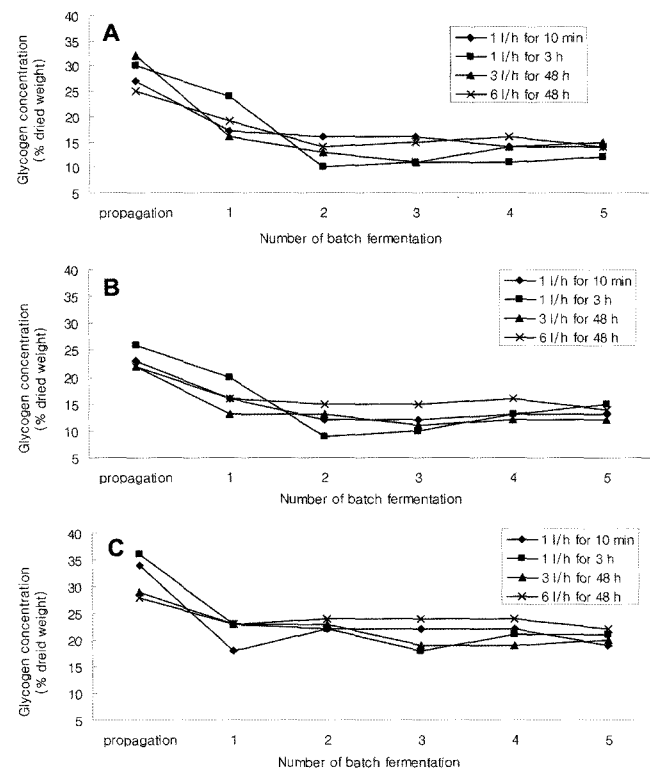 A
40
35
30
25
20
15
10
5
Glycogen concentration
(% dried weight)
1 l/h for 10 min
1 l/h for 3 h
3 l/h for 48 h
6 l/h for 48 h
propagation 1 2 3 4 5
Number of batch fermentation
B
40
35
30
25
20
15
10
5
Glycogen concentration
(% dried weight)
1 l/h for 10 min
1 l/h for 3 h
3 l/h for 48 h
6 l/h for 48 h
propagation 1 2 3 4 5
Number of batch fermentation
C
40
35
30
25
20
15
10
5
Glycogen concentration
(% dreid weight)
1 l/h for 10 min
1 l/h for 3 h
3 l/h for 48 h
6 l/h for 48 h
propagation 1 2 3 4 5
Number of batch fermentation